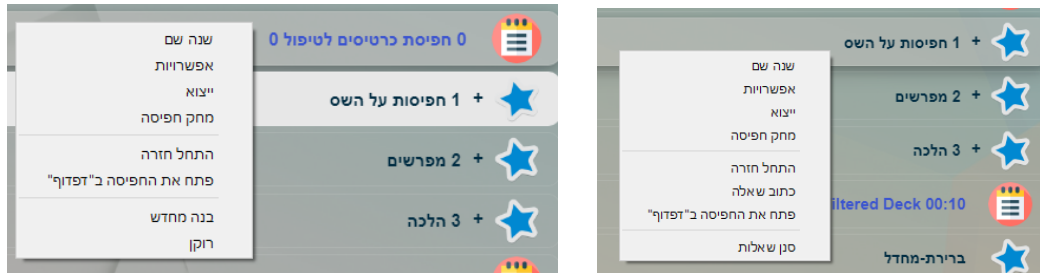 0 חפיסת כרטיסים לטיפול 0
+ 1 חפיסות על השס
+ 2 מפרשים
+ 3 הלכה
שנה שם
אפשרויות
ייצוא
מחק חפיסה
התחל חזרה
פתח את החפיסה ב"דפדוף"
בנה מחדש
רוקן
+ 1 חפיסות על השס
+ 2 מפרשים
+ 3 הלכה
iltered Deck 00:10
ברירת-מחדל
שנה שם
אפשרויות
ייצוא
מחק חפיסה
התחל חזרה
כתוב שאלה
פתח את החפיסה ב"דפדוף"
סנן שאלות